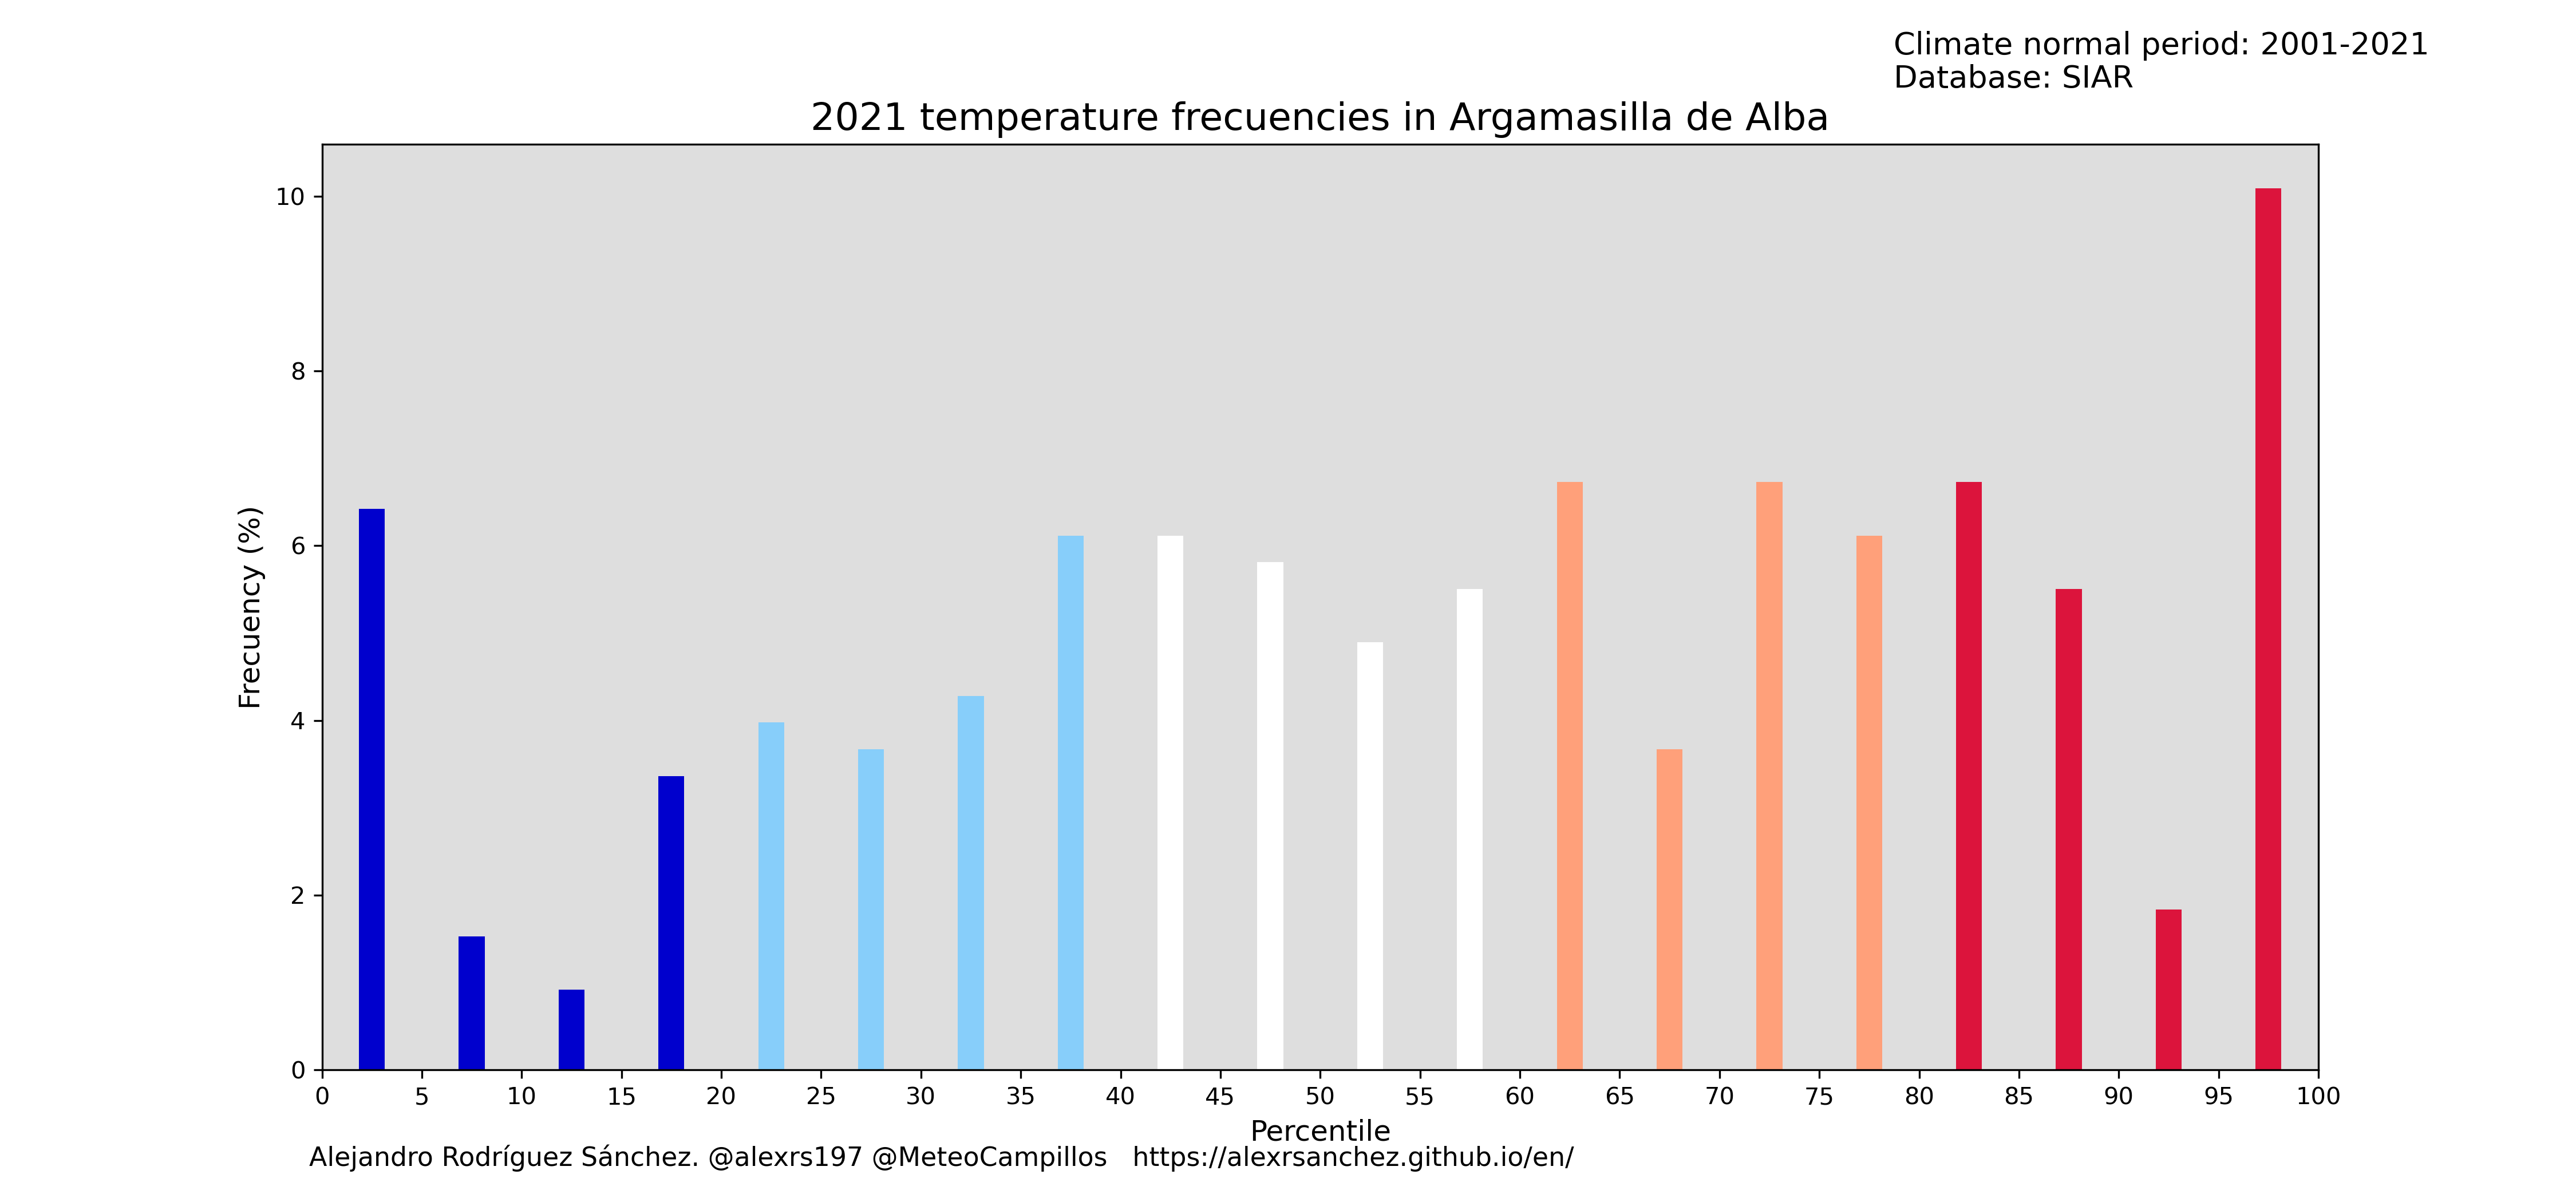 Climate normal period: 2001-2021
Database: SIAR
2021 temperature frecuencies in Argamasilla de Alba
10
8
6
4
2
0
Frecuency (%)
0 5 10 15 20 25 30 35 40 45 50 55 60 65 70 75 80 85 90 95 100
Percentile
Alejandro Rodríguez Sánchez. @alexrs197 @MeteoCampillos https://alexrsanchez.github.io/en/